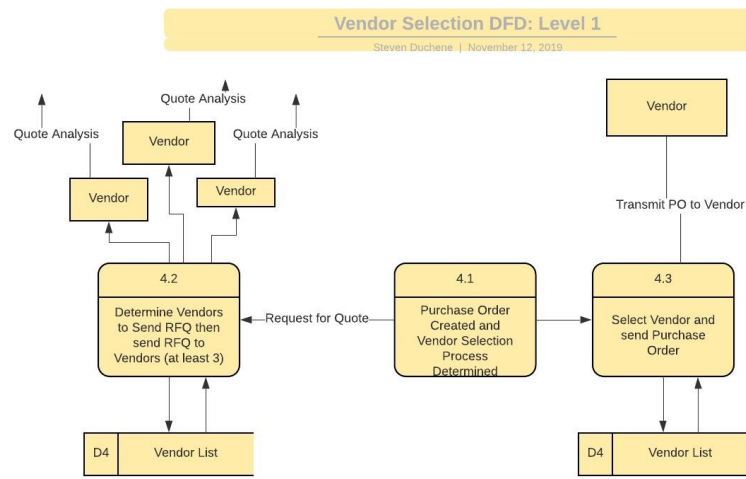 Vendor Selection DFD: Level 1
Steven Duchene | November 12, 2019
Quote Analysis
Quote Analysis
Quote Analysis
Vendor
Vendor
Vendor
Vendor
Transmit PO to Vendor
4.2
Determine Vendors
to Send RFQ then
send RFQ to
Vendors (at least 3)
Request for Quote
4.1
Purchase Order
Created and
Vendor Selection
Process
Determined
4.3
Select Vendor and
send Purchase
Order
D4
Vendor List
D4
Vendor List